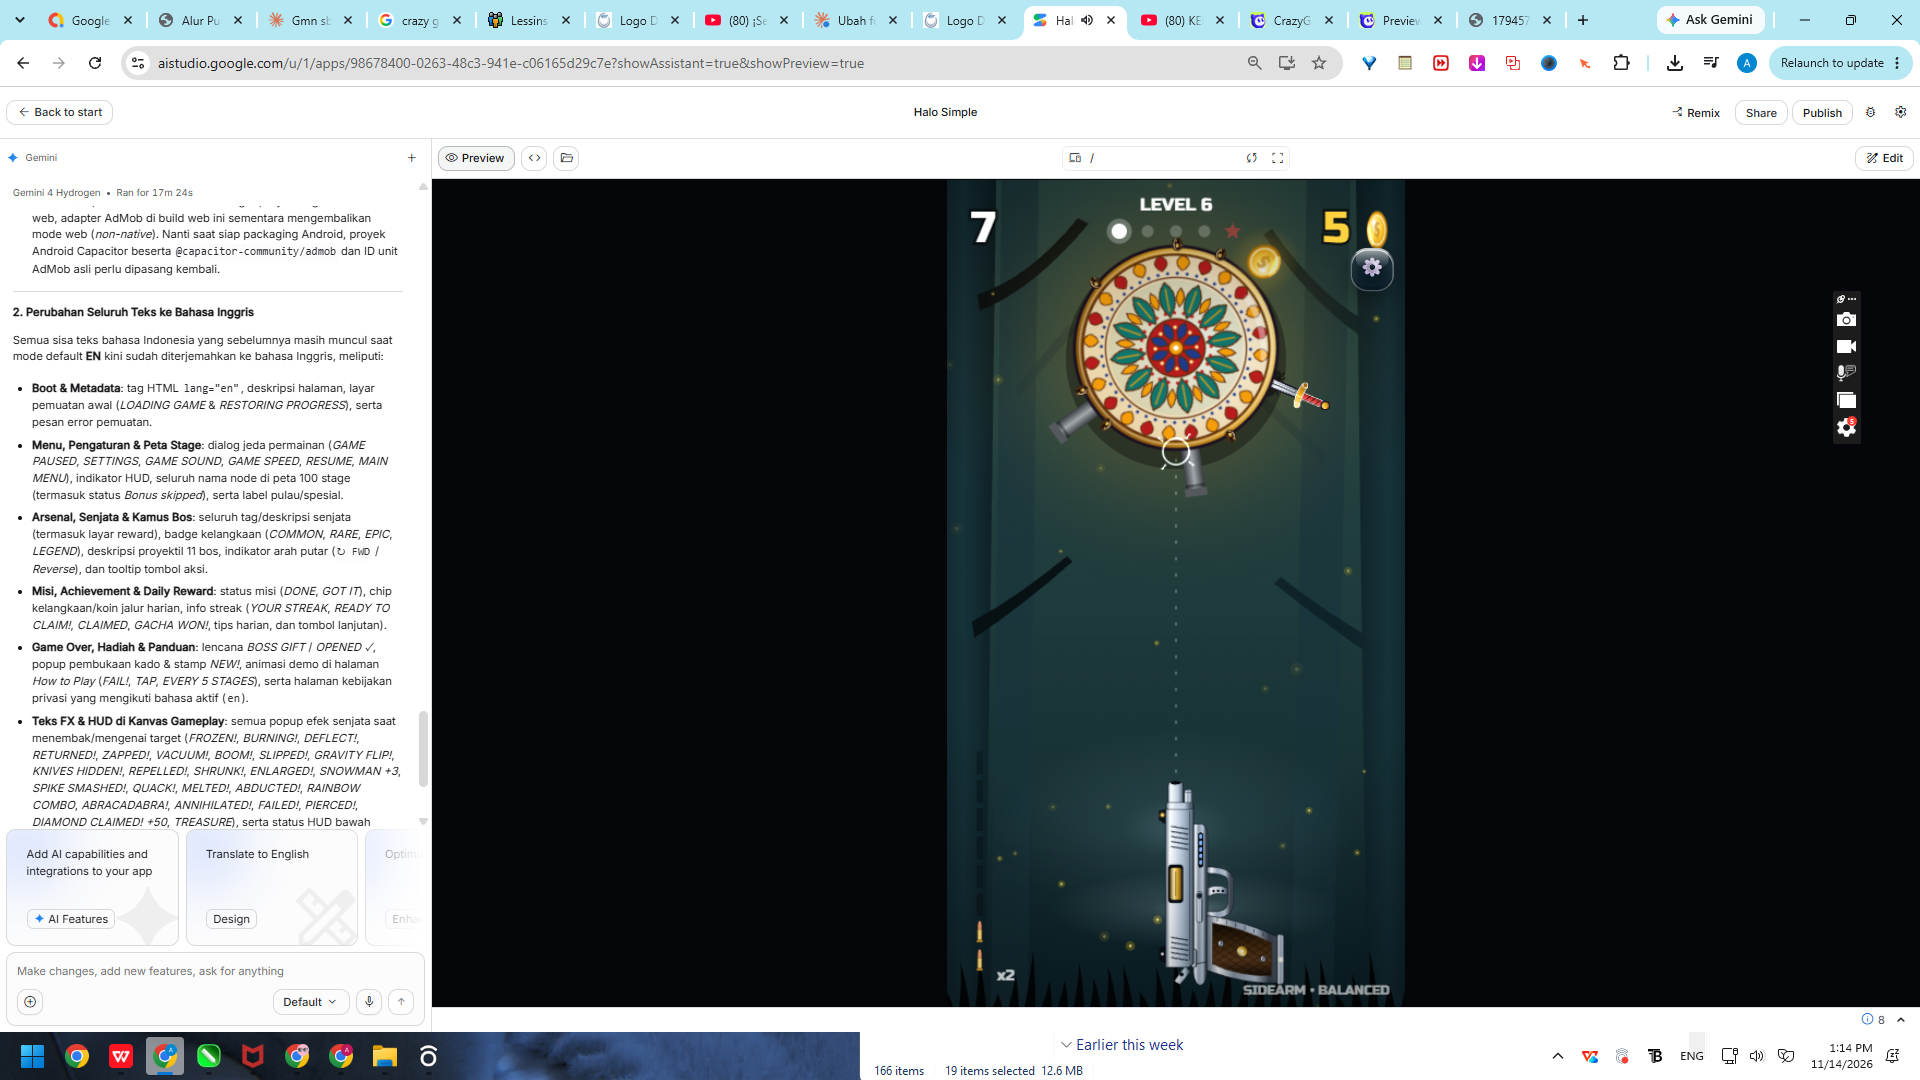 Google
Alur Pu
Gmn sb
crazy g
Lessins
Logo D
(80) ¡Se
Ubah fo
Logo D
Hal
(80) KE
CrazyG
Preview
179457
Ask Gemini
aistudio.google.com/u/1/apps/98678400-0263-48c3-941e-c06165d29c7e?showAssistant=true&showPreview=true
A
Relaunch to update
Back to start
Halo Simple
Remix
Share
Publish
Gemini
Preview
/
Edit
Gemini 4 Hydrogen • Ran for 17m 24s
web, adapter AdMob di build web ini sementara mengembalikan
mode web (non-native). Nanti saat siap packaging Android, proyek
Android Capacitor beserta @capacitor-community/admob dan ID unit
AdMob asli perlu dipasang kembali.
2. Perubahan Seluruh Teks ke Bahasa Inggris
Semua sisa teks bahasa Indonesia yang sebelumnya masih muncul saat
mode default EN kini sudah diterjemahkan ke bahasa Inggris, meliputi:
• Boot & Metadata: tag HTML lang="en", deskripsi halaman, layar
pemuatan awal (LOADING GAME & RESTORING PROGRESS), serta
pesan error pemuatan.
• Menu, Pengaturan & Peta Stage: dialog jeda permainan (GAME
PAUSED, SETTINGS, GAME SOUND, GAME SPEED, RESUME, MAIN
MENU), indikator HUD, seluruh nama node di peta 100 stage
(termasuk status Bonus skipped), serta label pulau/spesial.
• Arsenal, Senjata & Kamus Bos: seluruh tag/deskripsi senjata
(termasuk layar reward), badge kelangkaan (COMMON, RARE, EPIC,
LEGEND), deskripsi proyektil 11 bos, indikator arah putar (↻ FWD /
Reverse), dan tooltip tombol aksi.
• Misi, Achievement & Daily Reward: status misi (DONE, GOT IT), chip
kelangkaan/koin jalur harian, info streak (YOUR STREAK, READY TO
CLAIM!, CLAIMED, GACHA WON!, tips harian, dan tombol lanjutan).
• Game Over, Hadiah & Panduan: lencana BOSS GIFT / OPENED ✓,
popup pembukaan kado & stamp NEW!, animasi demo di halaman
How to Play (FAIL!, TAP, EVERY 5 STAGES), serta halaman kebijakan
privasi yang mengikuti bahasa aktif (en).
• Teks FX & HUD di Kanvas Gameplay: semua popup efek senjata saat
menembak/mengenai target (FROZEN!, BURNING!, DEFLECT!,
RETURNED!, ZAPPED!, VACUUM!, BOOM!, SLIPPED!, GRAVITY FLIP!,
KNIVES HIDDEN!, REPELLED!, SHRUNK!, ENLARGED!, SNOWMAN +3,
SPIKE SMASHED!, QUACK!, MELTED!, ABDUCTED!, RAINBOW
COMBO, ABRACADABRA!, ANNIHILATED!, FAILED!, PIERCED!,
DIAMOND CLAIMED! +50, TREASURE), serta status HUD bawah
Add AI capabilities and
integrations to your app
AI Features
Translate to English
Design
Optim
Enha
Make changes, add new features, ask for anything
Default
LEVEL 6
7
5
x2
SIDEARM • BALANCED
5
8
Earlier this week
166 items
19 items selected 12.6 MB
ENG
1:14 PM
11/14/2026